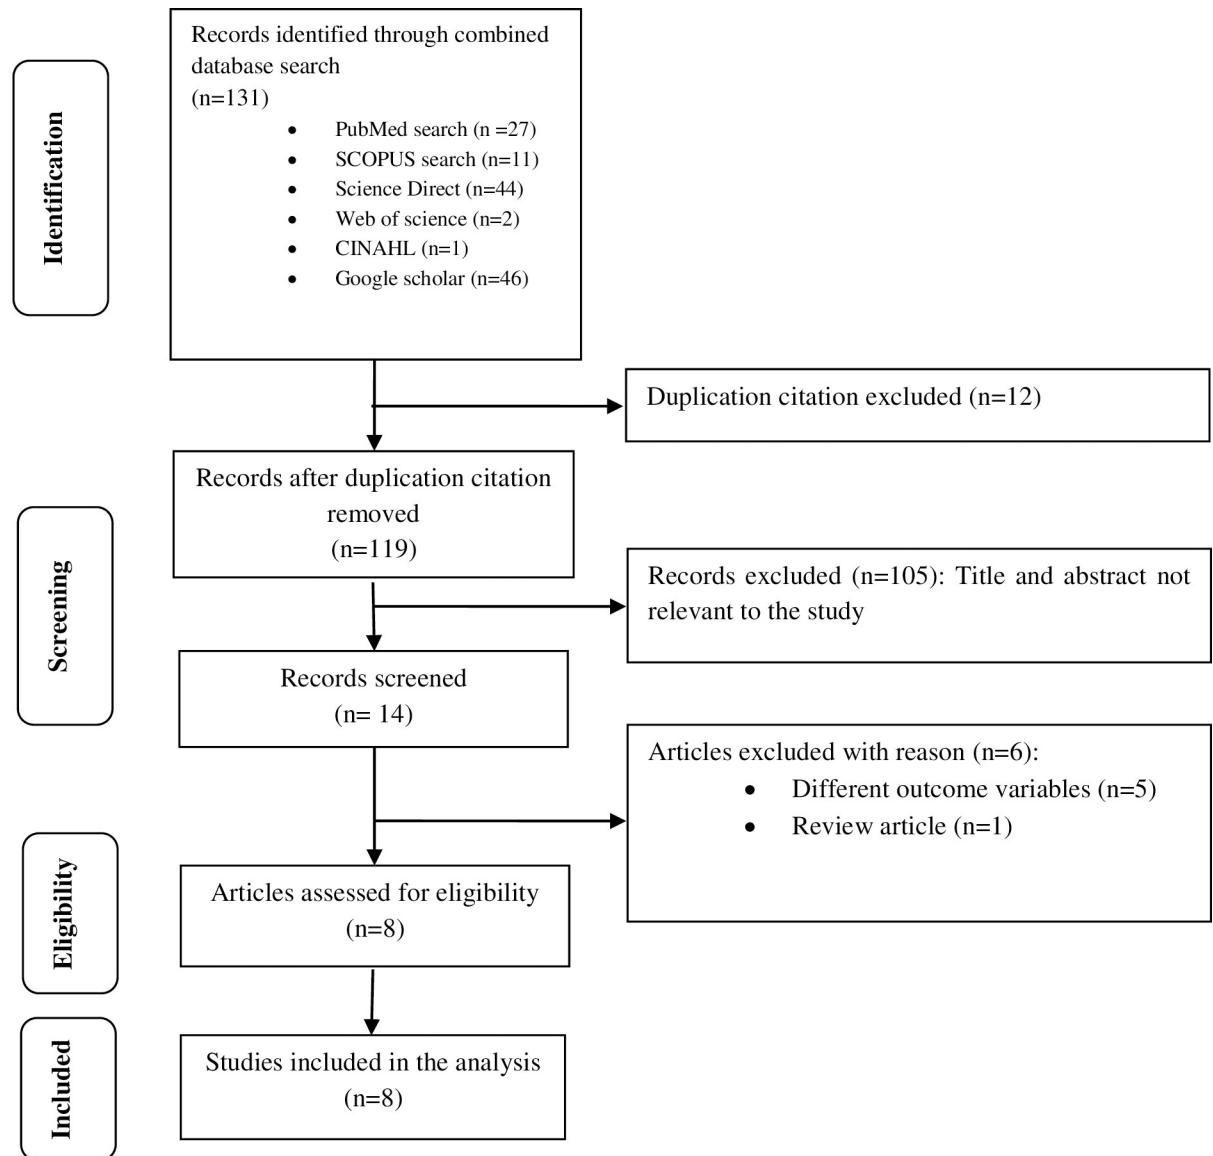 Identification
Records identified through combined
database search
(n=131)
• PubMed search (n =27)
• SCOPUS search (n=11)
• Science Direct (n=44)
• Web of science (n=2)
• CINAHL (n=1)
• Google scholar (n=46)
Duplication citation excluded (n=12)
Screening
Records after duplication citation
removed
(n=119)
Records excluded (n=105): Title and abstract not
relevant to the study
Records screened
(n= 14)
Articles excluded with reason (n=6):
• Different outcome variables (n=5)
• Review article (n=1)
Eligibility
Articles assessed for eligibility
(n=8)
Included
Studies included in the analysis
(n=8)